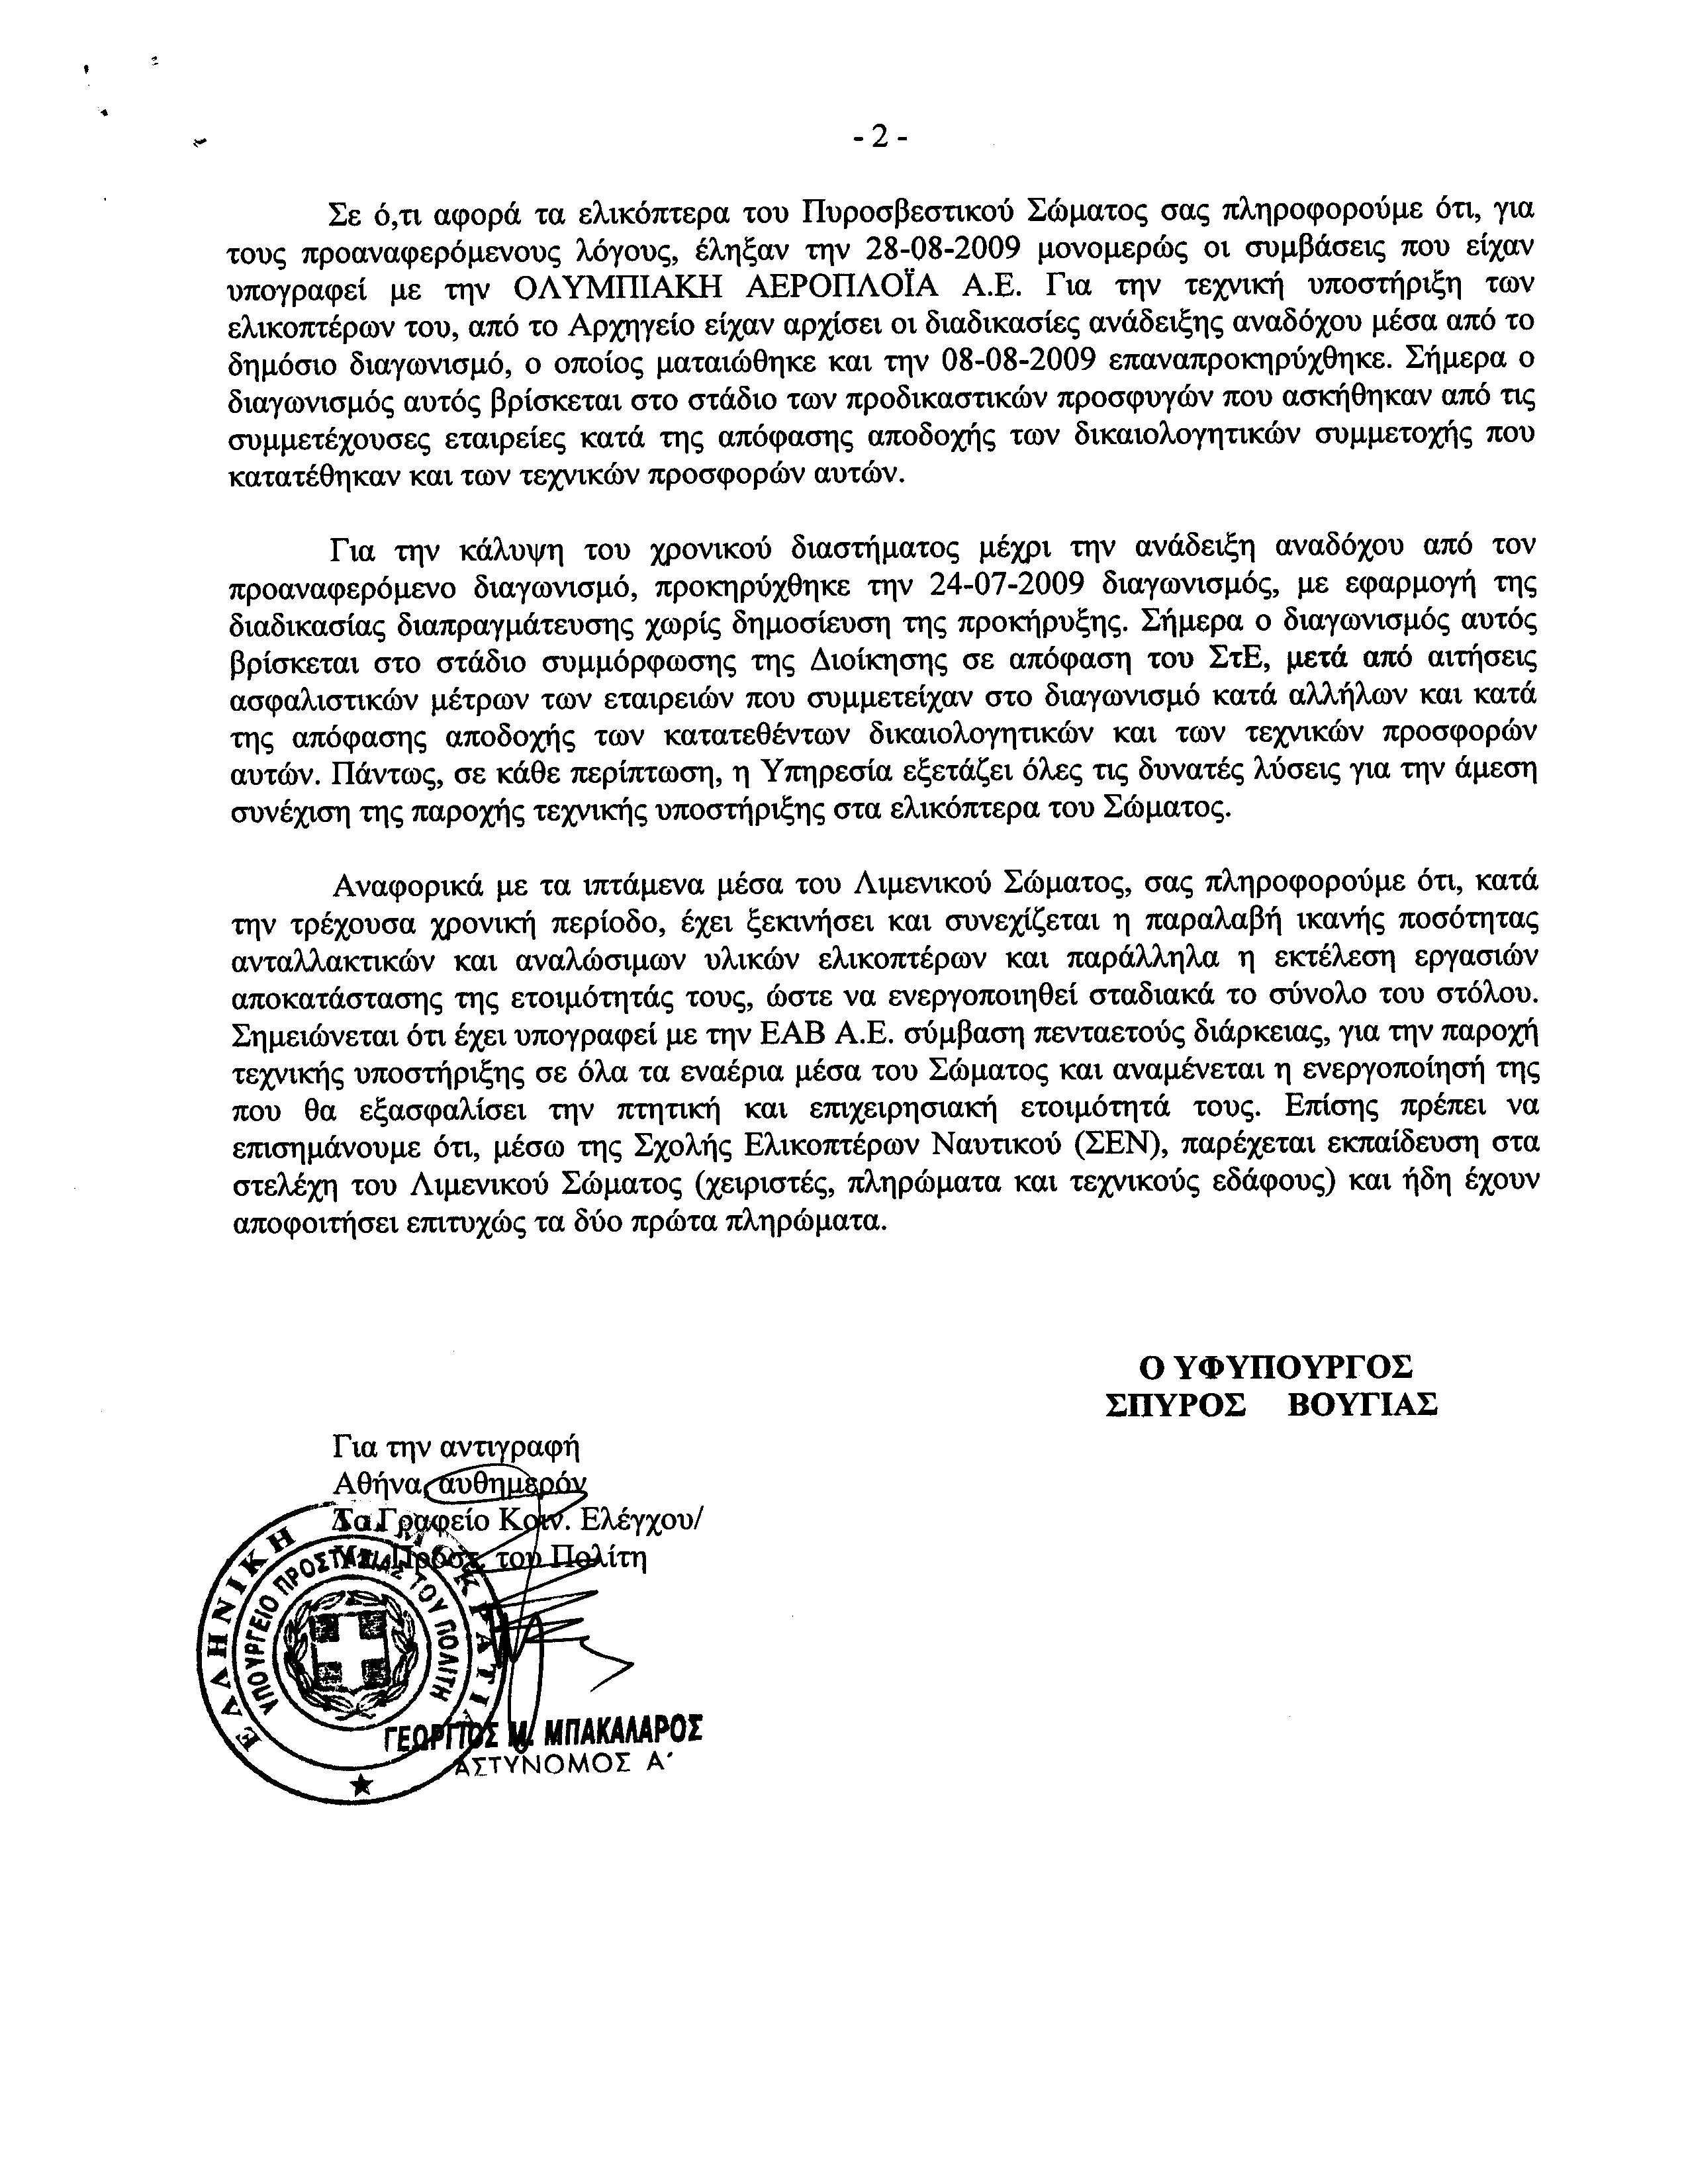 - 2 -
Σε ό,τι αφορά τα ελικόπτερα του Πυροσβεστικού Σώματος σας πληροφορούμε ότι, για
τους προαναφερόμενους λόγους, έληξαν την 28-08-2009 μονομερώς οι συμβάσεις που είχαν
υπογραφεί με την ΟΛΥΜΠΙΑΚΗ ΑΕΡΟΠΛΟΪΑ Α.Ε. Για την τεχνική υποστήριξη των
ελικοπτέρων του, από το Αρχηγείο είχαν αρχίσει οι διαδικασίες ανάδειξης αναδόχου μέσα από το
δημόσιο διαγωνισμό, ο οποίος ματαιώθηκε και την 08-08-2009 επαναπροκηρύχθηκε. Σήμερα ο
διαγωνισμός αυτός βρίσκεται στο στάδιο των προδικαστικών προσφυγών που ασκήθηκαν από τις
συμμετέχουσες εταιρείες κατά της απόφασης αποδοχής των δικαιολογητικών συμμετοχής που
κατατέθηκαν και των τεχνικών προσφορών αυτών.
Για την κάλυψη του χρονικού διαστήματος μέχρι την ανάδειξη αναδόχου από τον
προαναφερόμενο διαγωνισμό, προκηρύχθηκε την 24-07-2009 διαγωνισμός, με εφαρμογή της
διαδικασίας διαπραγμάτευσης χωρίς δημοσίευση της προκήρυξης. Σήμερα ο διαγωνισμός αυτός
βρίσκεται στο στάδιο συμμόρφωσης της Διοίκησης σε απόφαση του ΣτΕ, μετά από αιτήσεις
ασφαλιστικών μέτρων των εταιρειών που συμμετείχαν στο διαγωνισμό κατά αλλήλων και κατά
της απόφασης αποδοχής των κατατεθέντων δικαιολογητικών και των τεχνικών προσφορών
αυτών. Πάντως, σε κάθε περίπτωση, η Υπηρεσία εξετάζει όλες τις δυνατές λύσεις για την άμεση
συνέχιση της παροχής τεχνικής υποστήριξης στα ελικόπτερα του Σώματος.
Αναφορικά με τα ιπτάμενα μέσα του Λιμενικού Σώματος, σας πληροφορούμε ότι, κατά
την τρέχουσα χρονική περίοδο, έχει ξεκινήσει και συνεχίζεται η παραλαβή ικανής ποσότητας
ανταλλακτικών και αναλώσιμων υλικών ελικοπτέρων και παράλληλα η εκτέλεση εργασιών
αποκατάστασης της ετοιμότητάς τους, ώστε να ενεργοποιηθεί σταδιακά το σύνολο του στόλου.
Σημειώνεται ότι έχει υπογραφεί με την ΕΑΒ Α.Ε. σύμβαση πενταετούς διάρκειας, για την παροχή
τεχνικής υποστήριξης σε όλα τα εναέρια μέσα του Σώματος και αναμένεται η ενεργοποίησή της
που θα εξασφαλίσει την πτητική και επιχειρησιακή ετοιμότητά τους. Επίσης πρέπει να
επισημάνουμε ότι, μέσω της Σχολής Ελικοπτέρων Ναυτικού (ΣΕΝ), παρέχεται εκπαίδευση στα
στελέχη του Λιμενικού Σώματος (χειριστές, πληρώματα και τεχνικούς εδάφους) και ήδη έχουν
αποφοιτήσει επιτυχώς τα δύο πρώτα πληρώματα.
Ο ΥΦΥΠΟΥΡΓΟΣ
ΣΠΥΡΟΣ ΒΟΥΓΙΑΣ
Για την αντιγραφή
Αθήνα, αυθημερόν
Γραφείο Κοιν. Ελέγχου/
Προστ. του Πολίτη
ΕΛΛΗΝΙΚΗ
ΥΠΟΥΡΓΕΙΟ ΠΡΟΣΤΑΣΙΑΣ ΤΟΥ ΠΟΛΙΤΗ
ΓΕΩΡΓΙΟΣ Μ. ΜΠΑΚΑΛΑΡΟΣ
ΑΣΤΥΝΟΜΟΣ Α΄